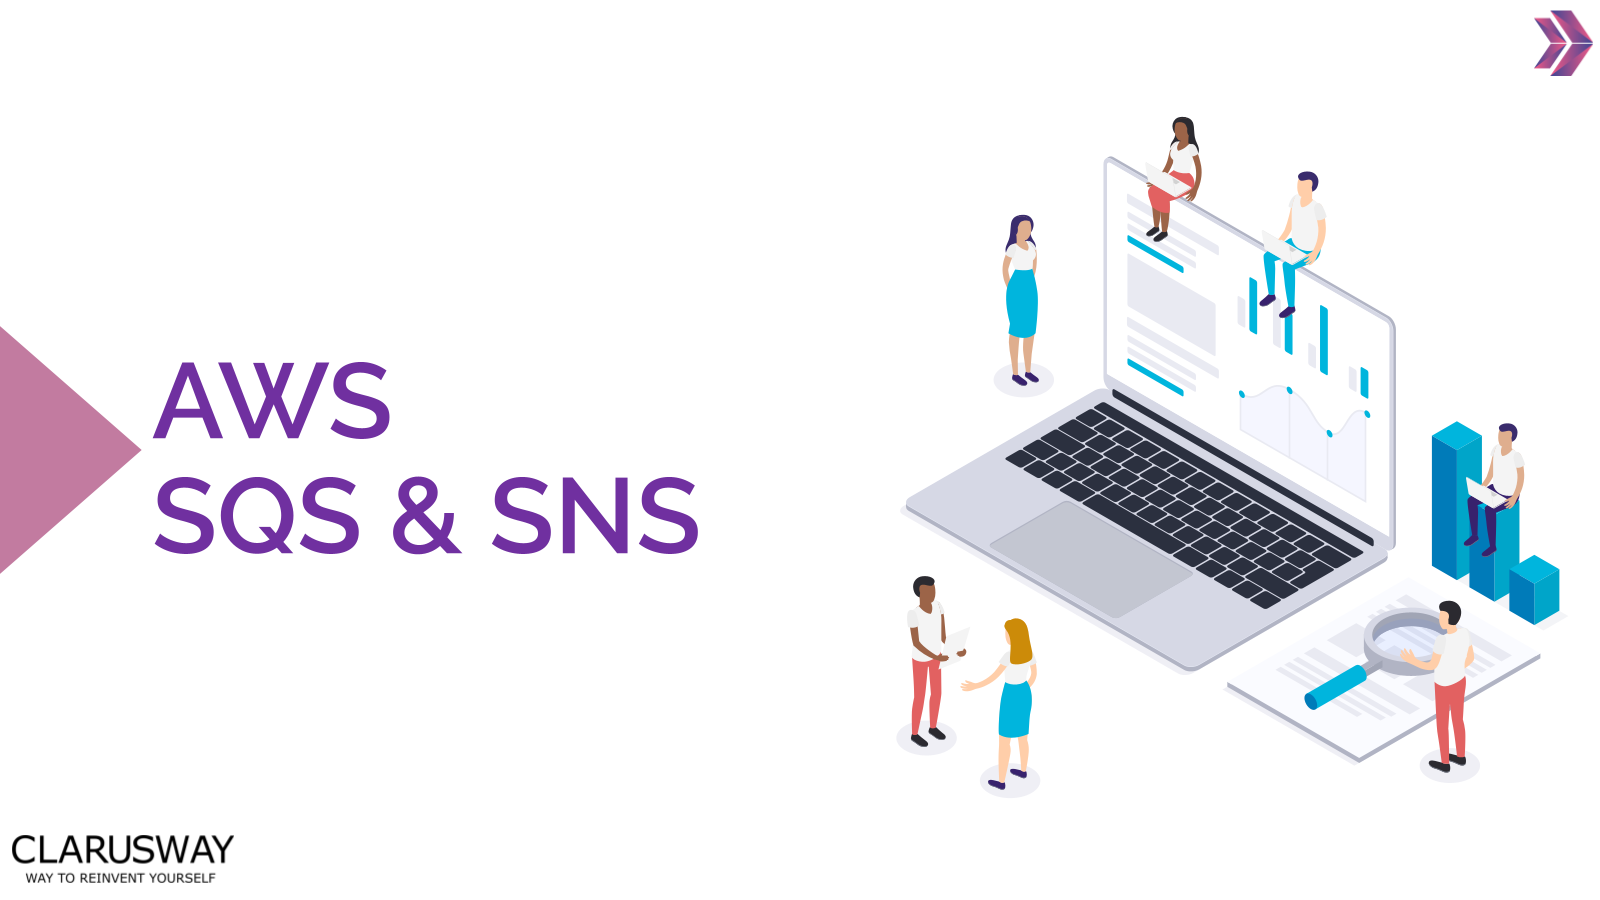 AWS
SQS & SNS
CLARUSWAY
WAY TO REINVENT YOURSELF